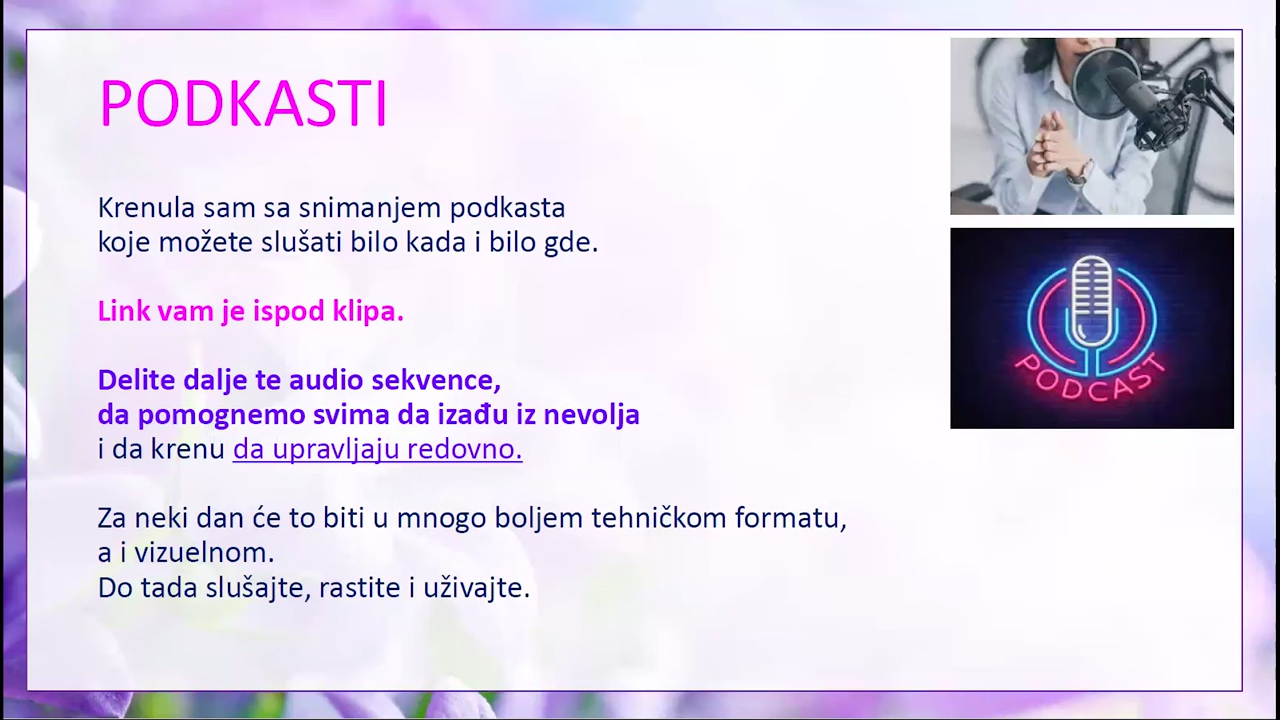 PODKASTI
Krenula sam sa snimanjem podkasta
koje možete slušati bilo kada i bilo gde.
Link vam je ispod klipa.
Delite dalje te audio sekvence,
da pomognemo svima da izađu iz nevolja
i da krenu da upravljaju redovno.
Za neki dan će to biti u mnogo boljem tehničkom formatu,
a i vizuelnom.
Do tada slušajte, rastite i uživajte.
PODCAST